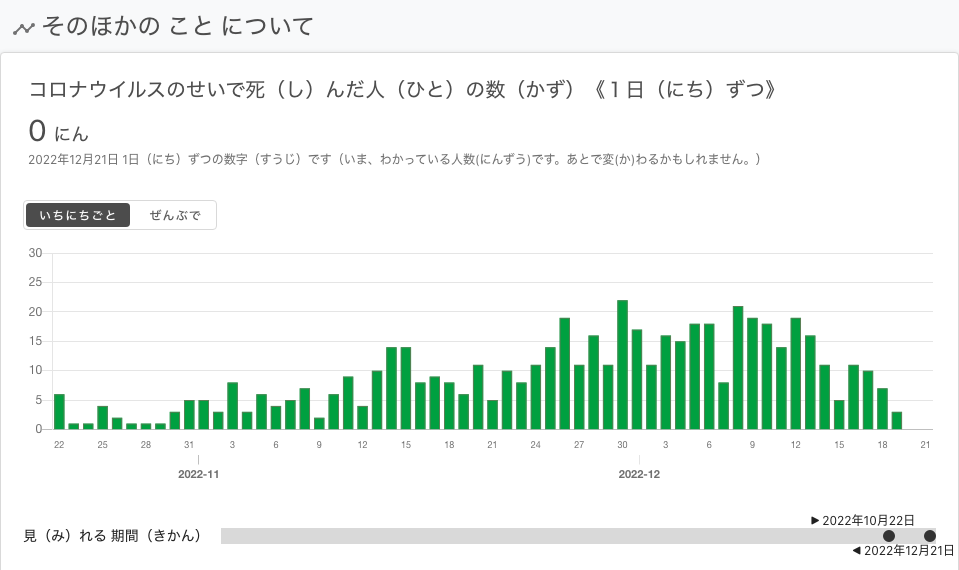 そのほかの こと について
コロナウイルスのせいで死（し）んだ人（ひと）の数（かず）《１日（にち）ずつ》
0 にん
2022年12月21日 1日（にち）ずつの数字（すうじ）です（いま、わかっている人数(にんずう)です。あとで変(か)わるかもしれません。）
いちにちごと ぜんぶで
30
25
20
15
10
5
0
22 25 28 31 3 6 9 12 15 18 21 24 27 30 3 6 9 12 15 18 21
2022-11 2022-12
▶ 2022年10月22日
見（み）れる 期間（きかん）
◀ 2022年12月21日